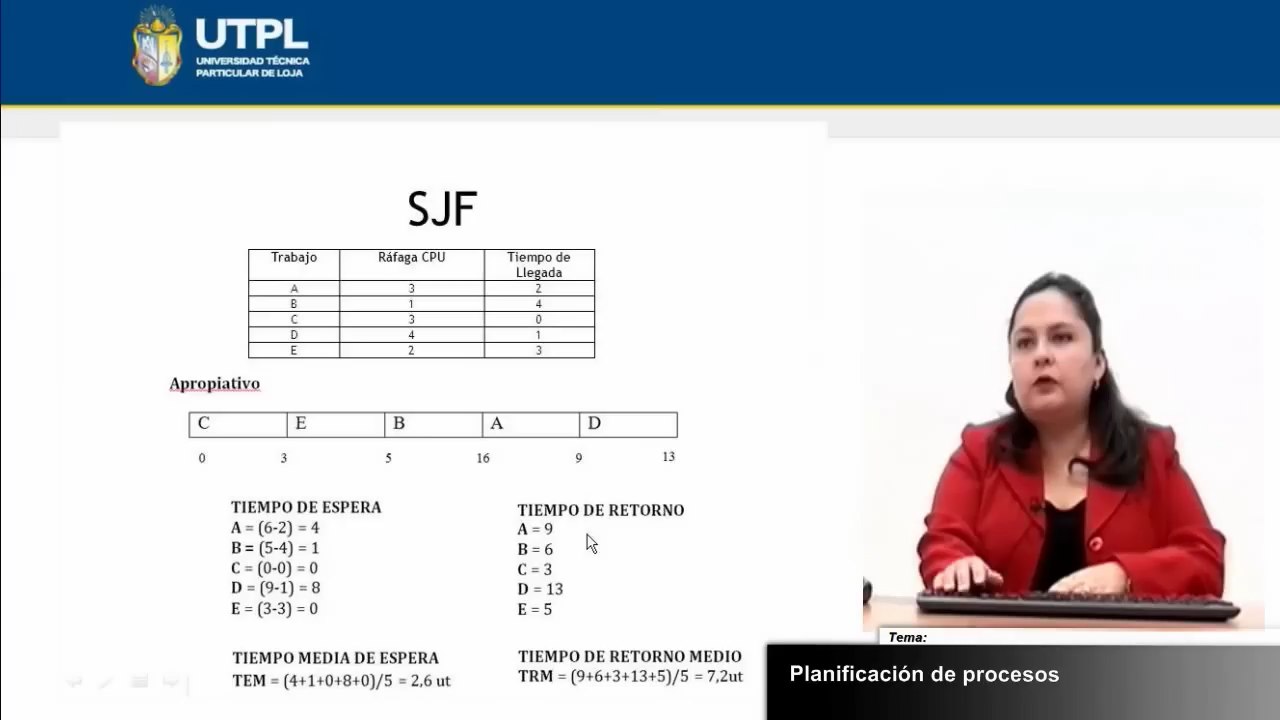 UTPL
UNIVERSIDAD TÉCNICA
PARTICULAR DE LOJA
SJF
Trabajo Ráfaga CPU Tiempo de Llegada
A 3 2
B 1 4
C 3 0
D 4 1
E 2 3
Apropiativo
C E B A D
0 3 5 16 9 13
TIEMPO DE ESPERA
A = (6-2) = 4
B = (5-4) = 1
C = (0-0) = 0
D = (9-1) = 8
E = (3-3) = 0
TIEMPO DE RETORNO
A = 9
B = 6
C = 3
D = 13
E = 5
TIEMPO MEDIA DE ESPERA
TEM = (4+1+0+8+0)/5 = 2,6 ut
TIEMPO DE RETORNO MEDIO
TRM = (9+6+3+13+5)/5 = 7,2ut
Tema:
Planificación de procesos